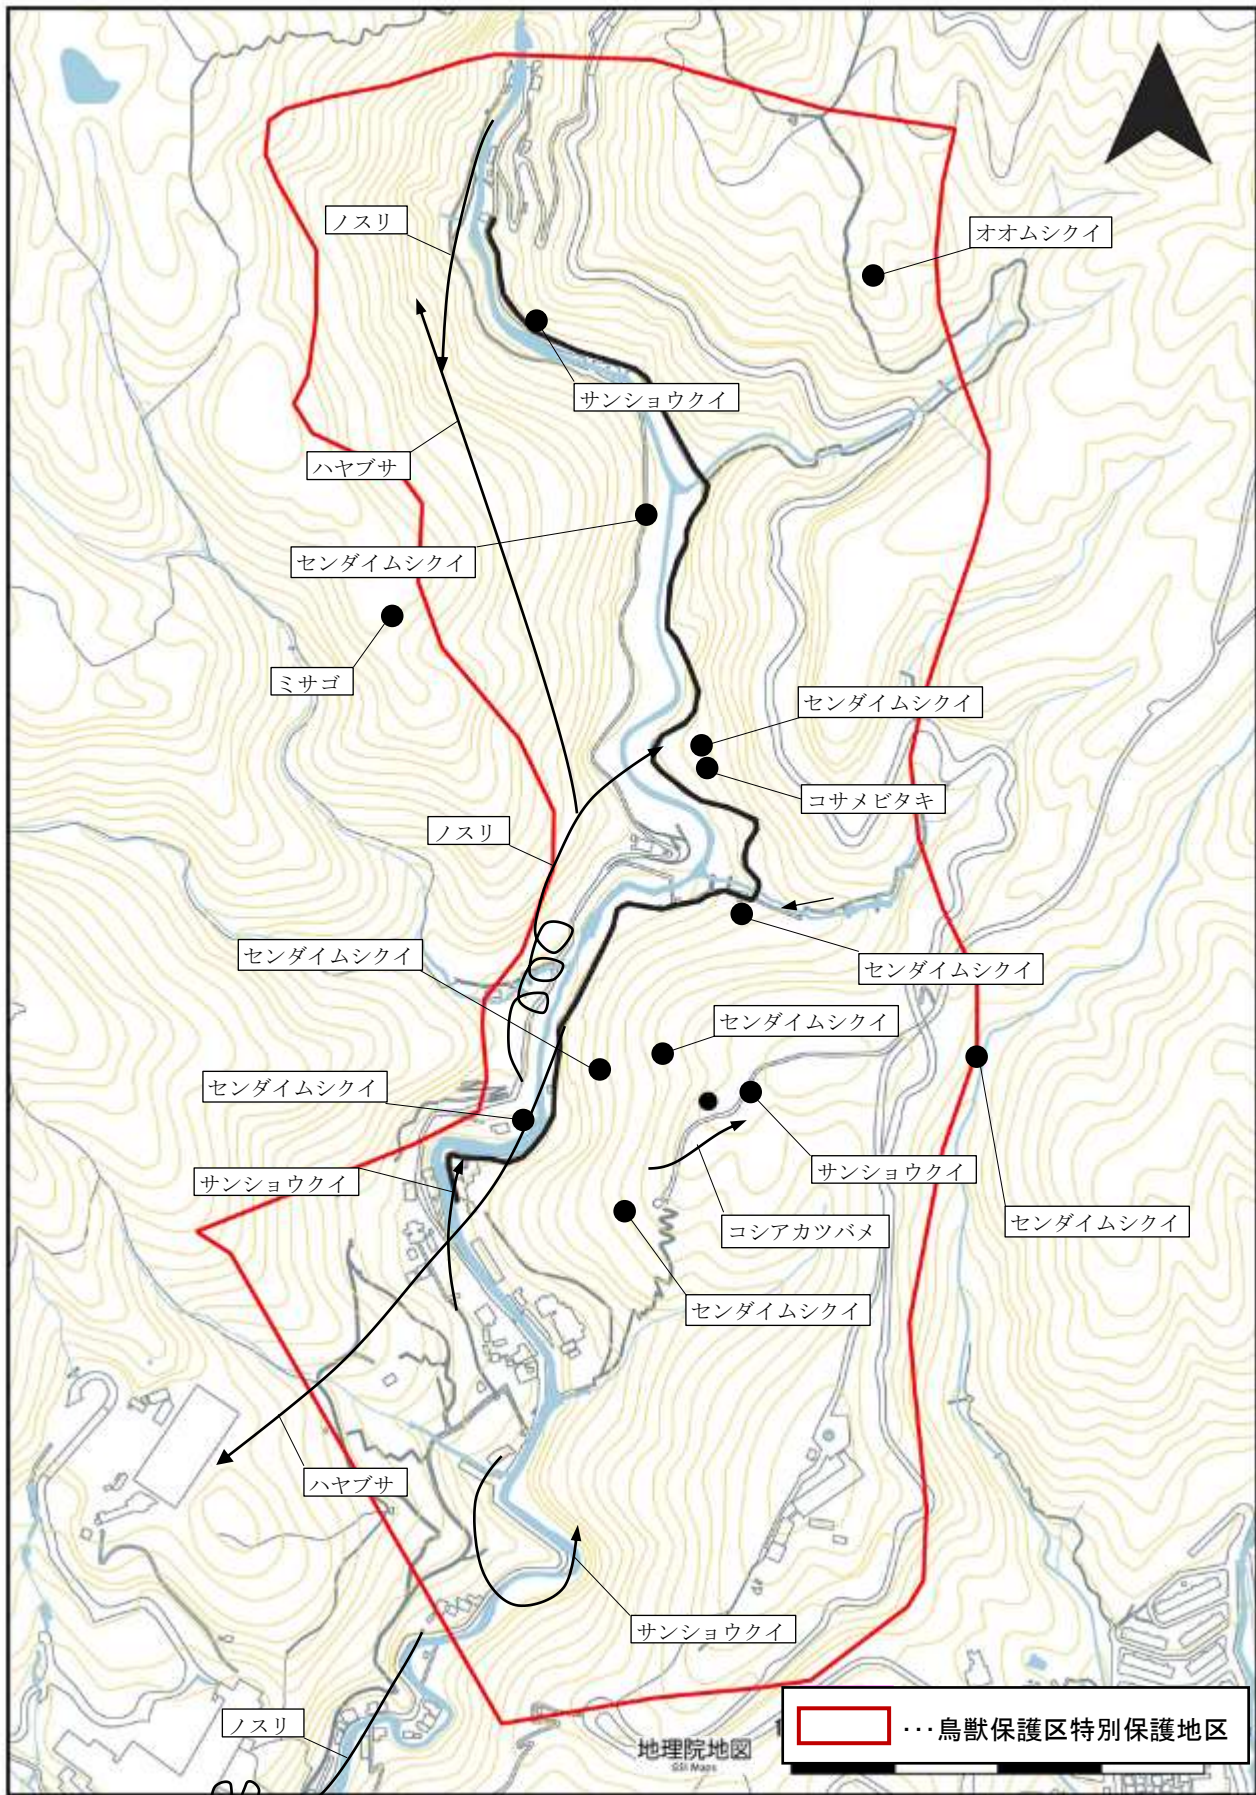 ノスリ
オオムシクイ
サンショウクイ
ハヤブサ
センダイムシクイ
ミサゴ
センダイムシクイ
コサメビタキ
ノスリ
センダイムシクイ
センダイムシクイ
センダイムシクイ
センダイムシクイ
サンショウクイ
サンショウクイ
センダイムシクイ
コシアカツバメ
センダイムシクイ
ハヤブサ
サンショウクイ
ノスリ
…鳥獣保護区特別保護地区
地理院地図
GSI Maps